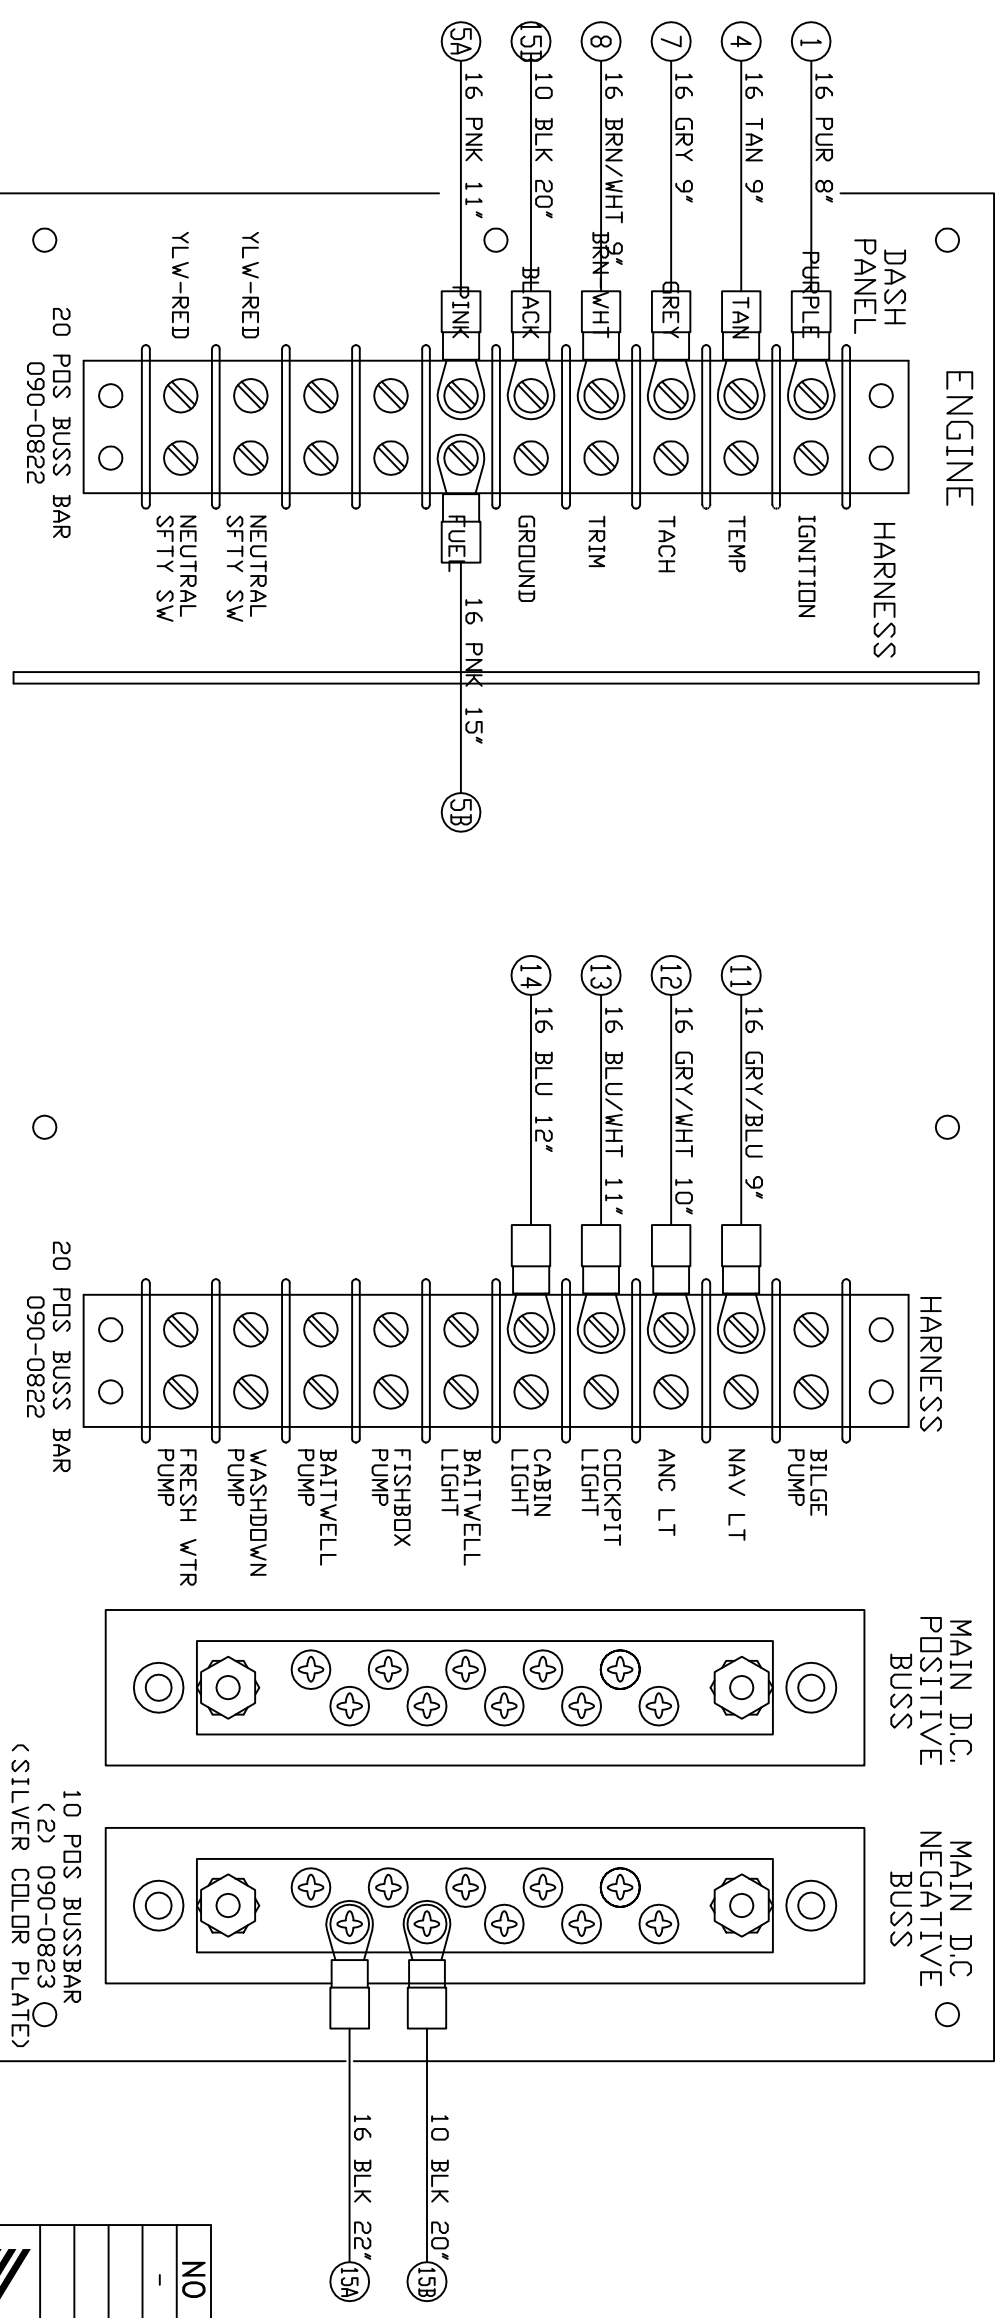 ENGINE
DASH
PANEL
HARNESS
1
16 PUR 8"
PURPLE
IGNITION
4
16 TAN 9"
TAN
TEMP
7
16 GRY 9"
GREY
TACH
8
16 BRN/WHT 9"
BRN WHT
TRIM
15B
10 BLK 20"
BLACK
GROUND
5A
16 PNK 11"
PINK
FUEL
16 PNK 15"
5B
YLW-RED
NEUTRAL
SFTY SW
YLW-RED
NEUTRAL
SFTY SW
20 POS BUSS BAR
090-0822
HARNESS
BILGE
PUMP
11
16 GRY/BLU 9"
NAV LT
12
16 GRY/WHT 10"
ANC LT
13
16 BLU/WHT 11"
COCKPIT
LIGHT
14
16 BLU 12"
CABIN
LIGHT
BAITWELL
LIGHT
FISHBOX
PUMP
BAITWELL
PUMP
WASHDOWN
PUMP
FRESH WTR
PUMP
20 POS BUSS BAR
090-0822
MAIN D.C.
POSITIVE
BUSS
MAIN D.C
NEGATIVE
BUSS
10 BLK 20"
15B
16 BLK 22"
15A
10 POS BUSSBAR
(2) 090-0823
(SILVER COLOR PLATE)
NO
-